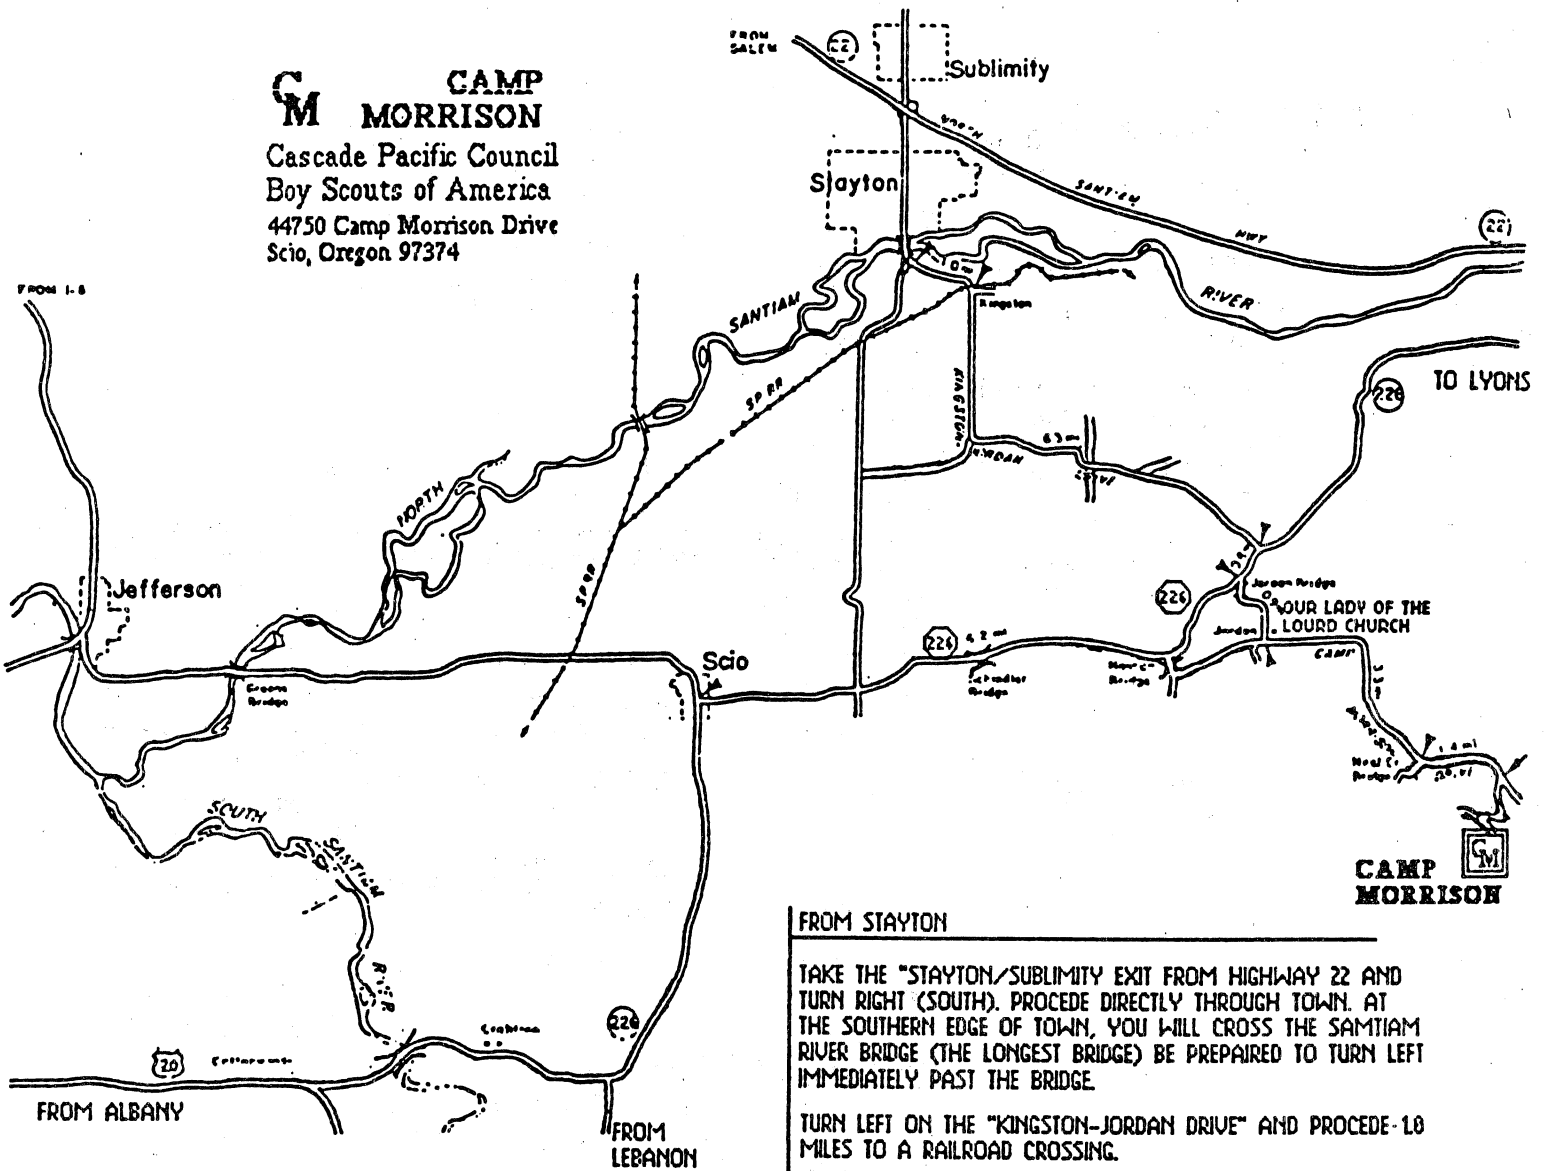 FROM
SALEM
22
Sublimity
CM
CAMP
MORRISON
Cascade Pacific Council
Boy Scouts of America
44750 Camp Morrison Drive
Scio, Oregon 97374
NORTH
Stayton
HWY
22
FROM I-5
SANTIAM
RIVER
1.0 mi
Kingston
TO LYONS
226
SP RR
KINGSTON-
JORDAN
6.3 mi
NORTH
SP RR
Jefferson
226
Jordan Bridge
OUR LADY OF THE
LOURD CHURCH
Jordan
CAMP
226
Scio
Bridge
Bridge
Bridge
1.4 mi
Bridge
SOUTH
CM
CAMP
MORRISON
226
20
FROM ALBANY
FROM
LEBANON
FROM STAYTON
TAKE THE "STAYTON/SUBLIMITY EXIT FROM HIGHWAY 22 AND
TURN RIGHT (SOUTH). PROCEDE DIRECTLY THROUGH TOWN. AT
THE SOUTHERN EDGE OF TOWN, YOU WILL CROSS THE SAMTIAM
RIVER BRIDGE (THE LONGEST BRIDGE) BE PREPAIRED TO TURN LEFT
IMMEDIATELY PAST THE BRIDGE.
TURN LEFT ON THE "KINGSTON-JORDAN DRIVE" AND PROCEDE 1.0
MILES TO A RAILROAD CROSSING.